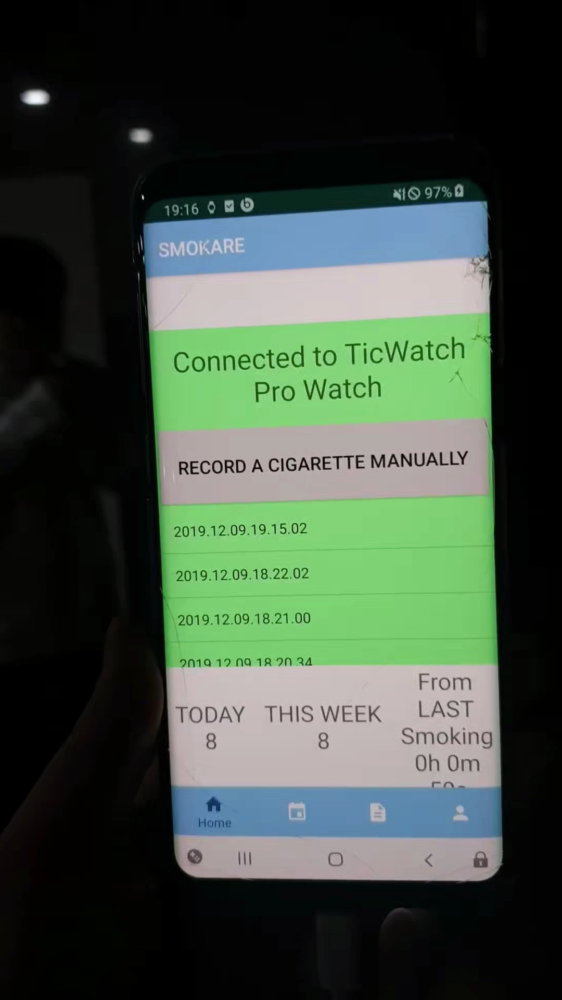 19:16
97%
SMOKARE
Connected to TicWatch
Pro Watch
RECORD A CIGARETTE MANUALLY
2019.12.09.19.15.02
2019.12.09.18.22.02
2019.12.09.18.21.00
2019.12.09.18.20.34
TODAY
8
THIS WEEK
8
From
LAST
Smoking
0h 0m
Home